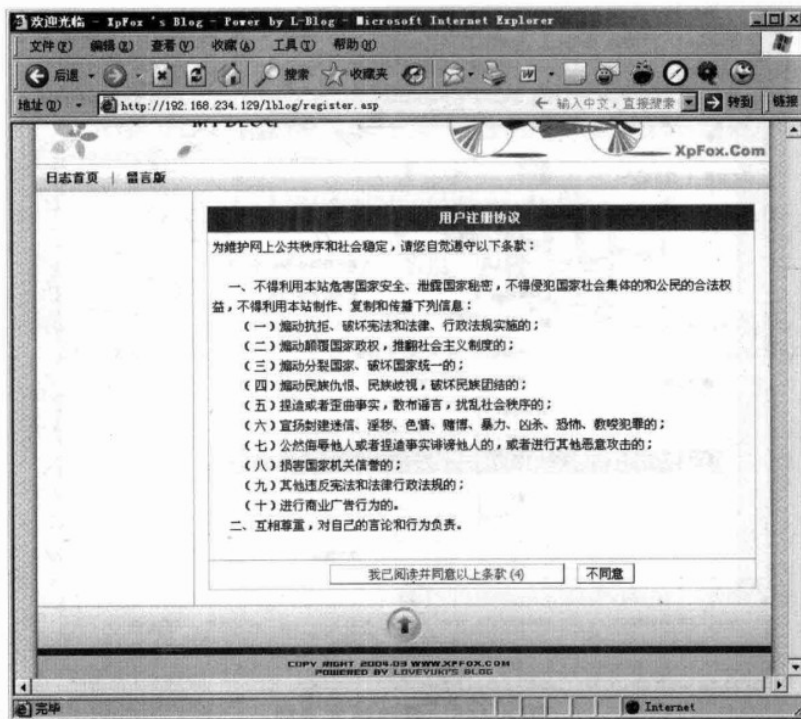 欢迎光临 - XpFox 's Blog - Power by L-Blog - Microsoft Internet Explorer
文件(F) 编辑(E) 查看(V) 收藏(A) 工具(T) 帮助(H)
后退 搜索 收藏夹
地址(D) http://192.168.234.129/lblog/register.asp 输入中文，直接搜索 转到 链接
MY BLOG
XpFox.Com
日志首页 | 留言版
用户注册协议
为维护网上公共秩序和社会稳定，请您自觉遵守以下条款：
一、不得利用本站危害国家安全、泄露国家秘密，不得侵犯国家社会集体的和公民的合法权
益，不得利用本站制作、复制和传播下列信息：
（一）煽动抗拒、破坏宪法和法律、行政法规实施的；
（二）煽动颠覆国家政权，推翻社会主义制度的；
（三）煽动分裂国家、破坏国家统一的；
（四）煽动民族仇恨、民族歧视，破坏民族团结的；
（五）捏造或者歪曲事实，散布谣言，扰乱社会秩序的；
（六）宣扬封建迷信、淫秽、色情、赌博、暴力、凶杀、恐怖、教唆犯罪的；
（七）公然侮辱他人或者捏造事实诽谤他人的，或者进行其他恶意攻击的；
（八）损害国家机关信誉的；
（九）其他违反宪法和法律行政法规的；
（十）进行商业广告行为的。
二、互相尊重，对自己的言论和行为负责。
我已阅读并同意以上条款(4) 不同意
COPY RIGHT 2004-03 WWW.XPFOX.COM
POWERED BY LOVEYUKI'S BLOG
完毕 Internet